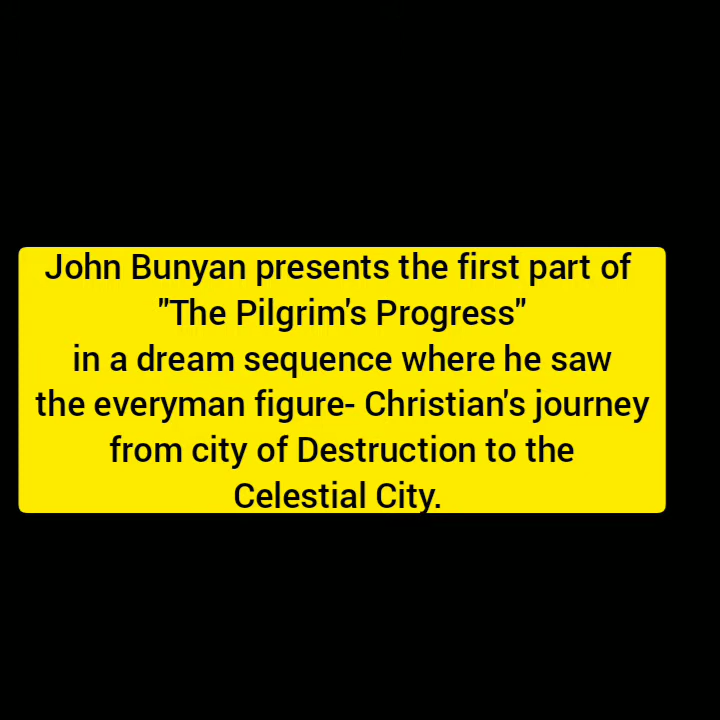 John Bunyan presents the first part of
"The Pilgrim's Progress"
in a dream sequence where he saw
the everyman figure- Christian's journey
from city of Destruction to the
Celestial City.